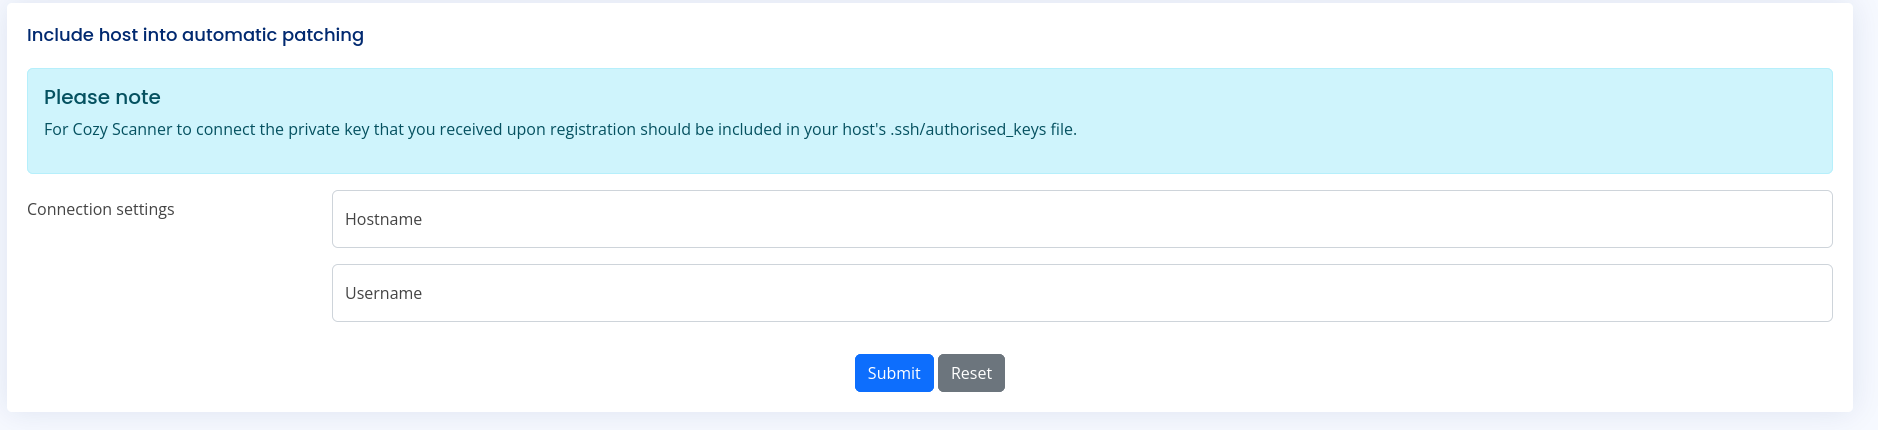 Include host into automatic patching
Please note
For Cozy Scanner to connect the private key that you received upon registration should be included in your host's .ssh/authorised_keys file.
Connection settings
Hostname
Username
Submit
Reset